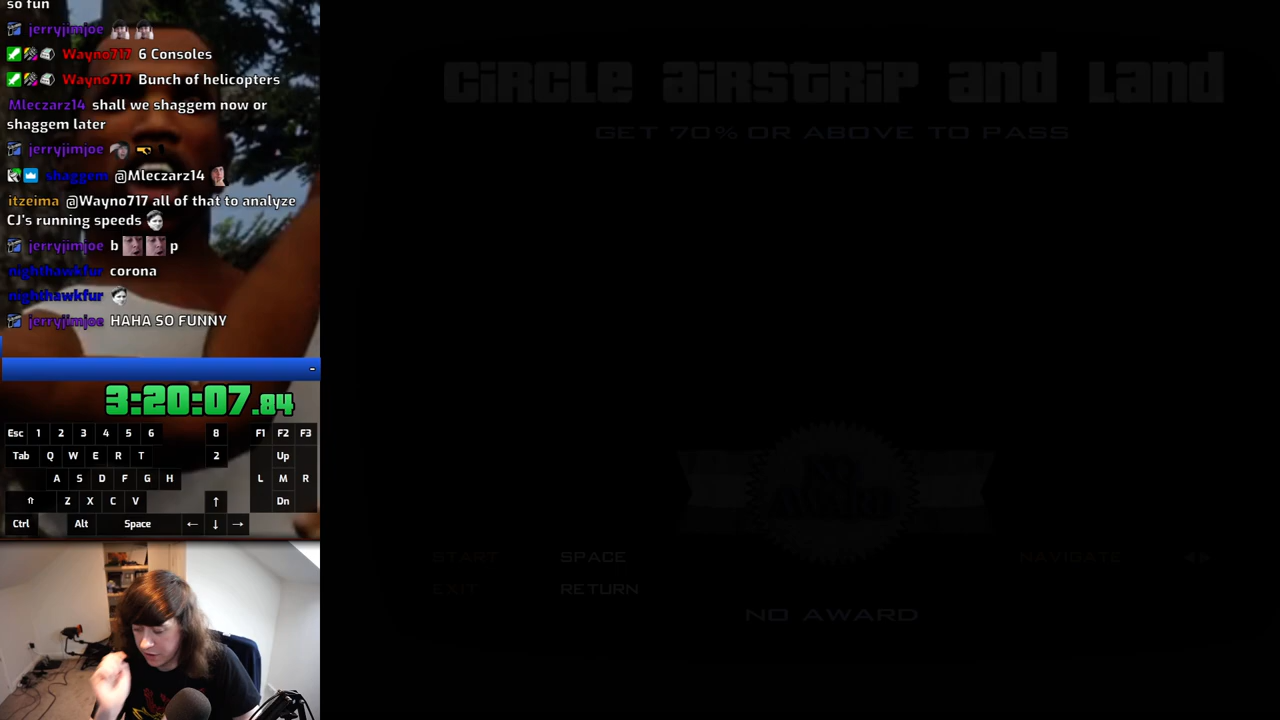 so fun
jerryjimjoe
Wayno717 6 Consoles
Wayno717 Bunch of helicopters
Mleczarz14 shall we shaggem now or
shaggem later
jerryjimjoe
shaggem @Mleczarz14
itzeima @Wayno717 all of that to analyze
CJ's running speeds
jerryjimjoe b p
nighthawkfur corona
nighthawkfur
jerryjimjoe HAHA SO FUNNY
-
3:20:07.84
Esc 1 2 3 4 5 6 8 F1 F2 F3
Tab Q W E R T 2 Up
A S D F G H L M R
⇧ Z X C V ↑ Dn
Ctrl Alt Space ← ↓ →
CIRCLE AIRSTRIP AND LAND
GET 70% OR ABOVE TO PASS
NO AWARD
START SPACE NAVIGATE
EXIT RETURN
NO AWARD